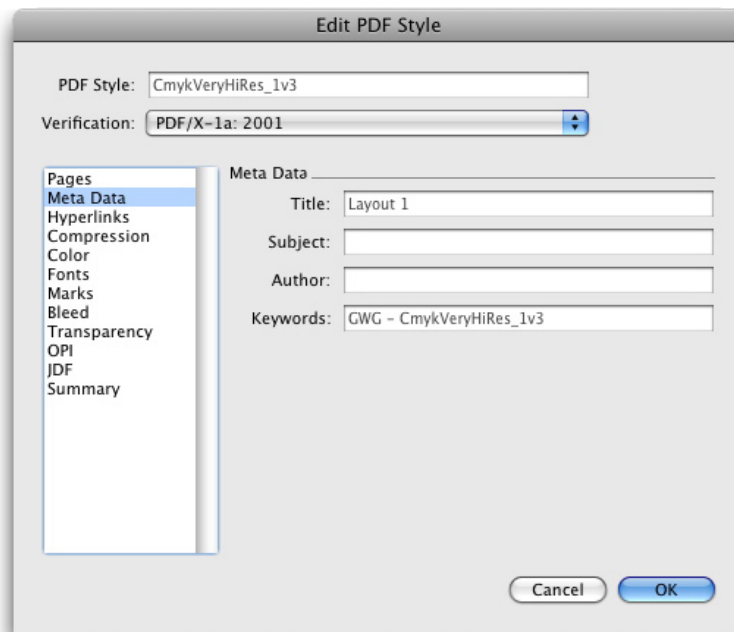 Edit PDF Style
PDF Style: CmykVeryHiRes_1v3
Verification: PDF/X-1a: 2001
Pages
Meta Data
Hyperlinks
Compression
Color
Fonts
Marks
Bleed
Transparency
OPI
JDF
Summary
Meta Data
Title: Layout 1
Subject:
Author:
Keywords: GWG - CmykVeryHiRes_1v3
Cancel OK